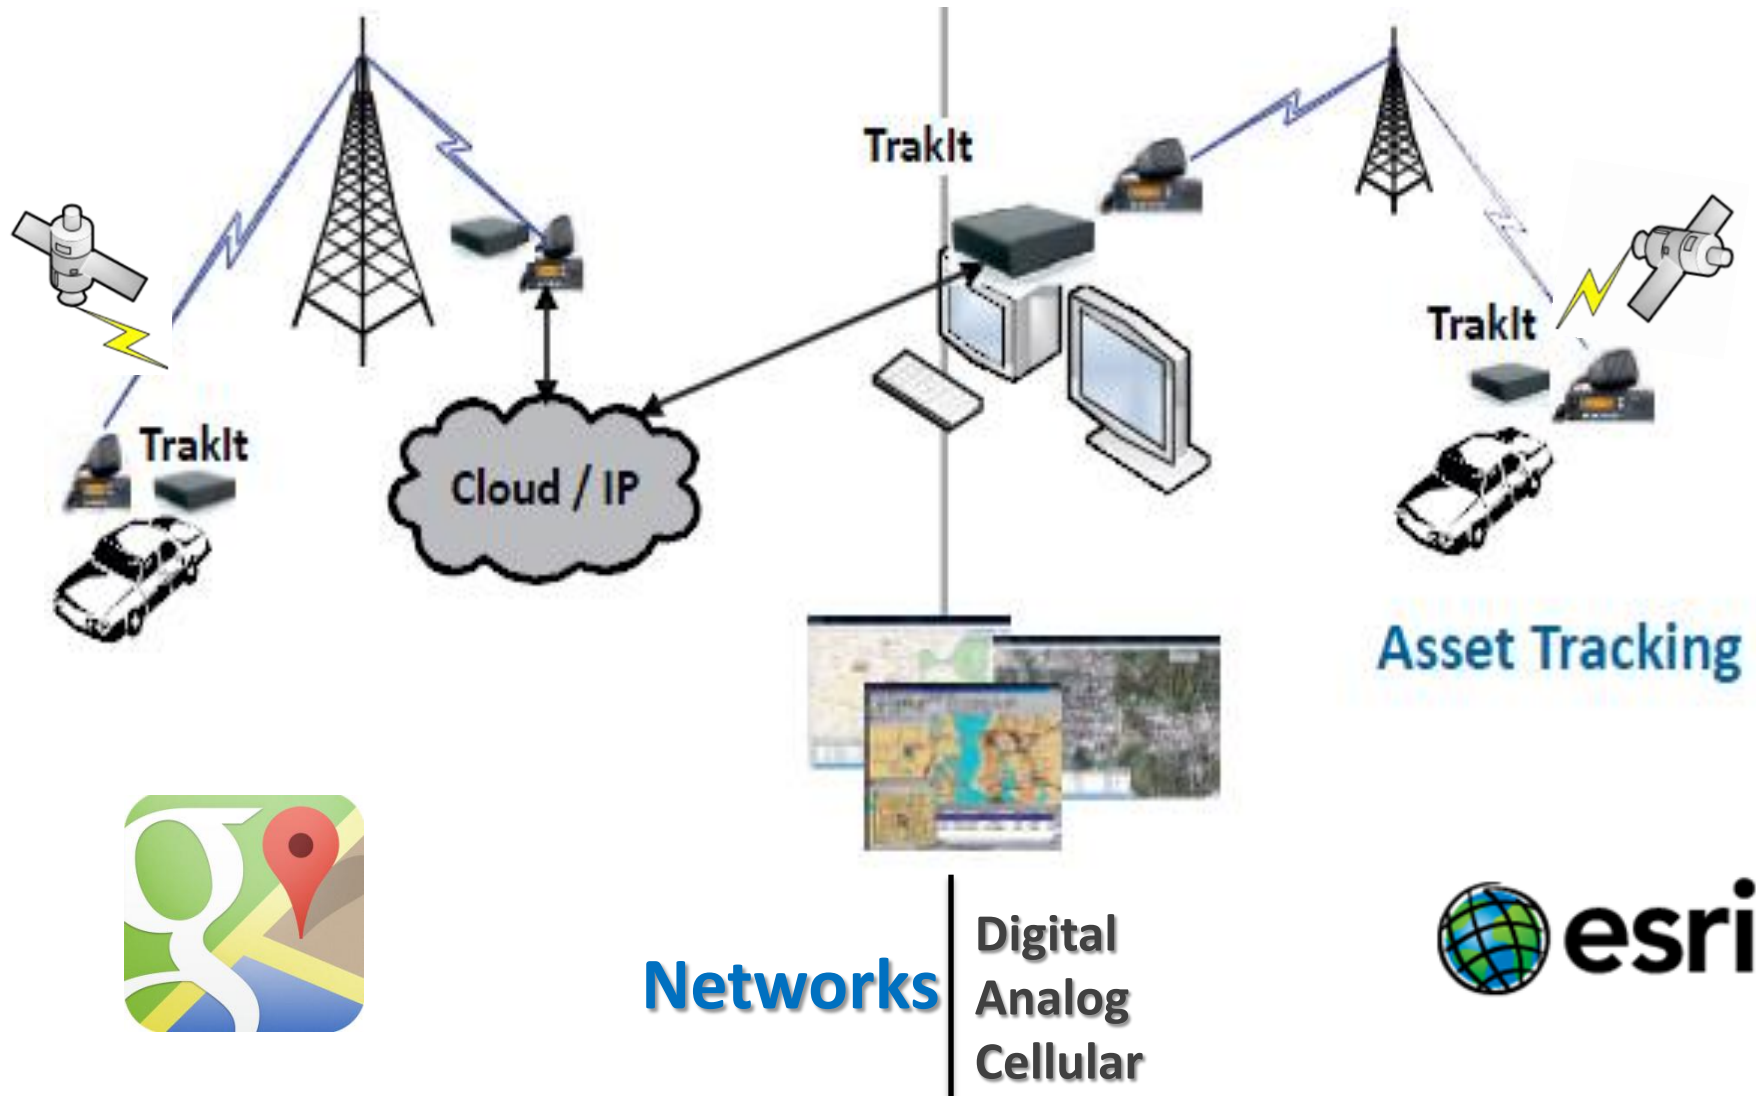 TrakIt
TrakIt
TrakIt
Cloud / IP
Asset Tracking
Networks
Digital
Analog
Cellular
esri